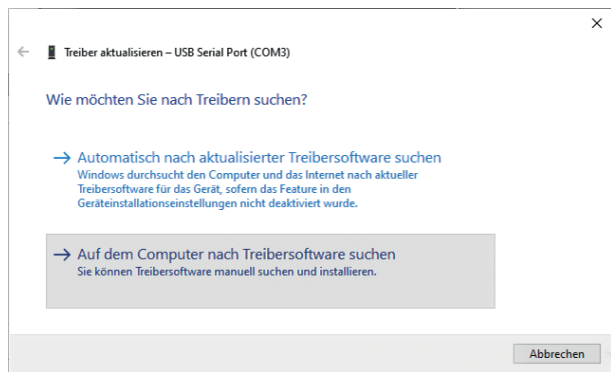 Treiber aktualisieren – USB Serial Port (COM3)
Wie möchten Sie nach Treibern suchen?
Automatisch nach aktualisierter Treibersoftware suchen
Windows durchsucht den Computer und das Internet nach aktueller
Treibersoftware für das Gerät, sofern das Feature in den
Geräteinstallationseinstellungen nicht deaktiviert wurde.
Auf dem Computer nach Treibersoftware suchen
Sie können Treibersoftware manuell suchen und installieren.
Abbrechen